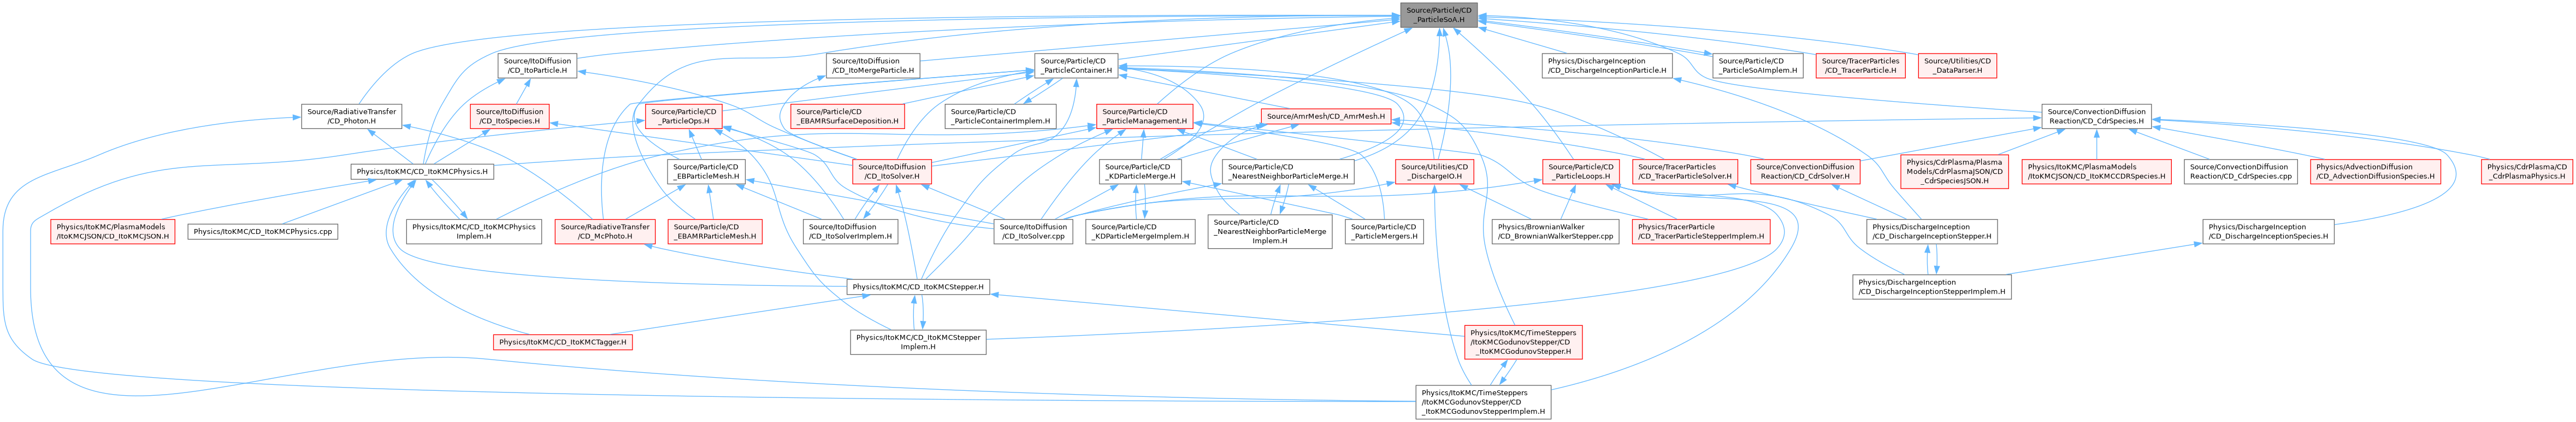 Source/Particle/CD
_ParticleSoA.H
Source/ItoDiffusion
/CD_ItoParticle.H
Source/ItoDiffusion
/CD_ItoMergeParticle.H
Source/Particle/CD
_ParticleContainer.H
Physics/DischargeInception
/CD_DischargeInceptionParticle.H
Source/Particle/CD
_ParticleSoAImplem.H
Source/TracerParticles
/CD_TracerParticle.H
Source/Utilities/CD
_DataParser.H
Source/RadiativeTransfer
/CD_Photon.H
Source/ItoDiffusion
/CD_ItoSpecies.H
Source/Particle/CD
_ParticleOps.H
Source/Particle/CD
_EBAMRSurfaceDeposition.H
Source/Particle/CD
_ParticleContainerImplem.H
Source/Particle/CD
_ParticleManagement.H
Source/AmrMesh/CD_AmrMesh.H
Source/ConvectionDiffusion
Reaction/CD_CdrSpecies.H
Physics/ItoKMC/CD_ItoKMCPhysics.H
Source/Particle/CD
_EBParticleMesh.H
Source/ItoDiffusion
/CD_ItoSolver.H
Source/Particle/CD
_KDParticleMerge.H
Source/Particle/CD
_NearestNeighborParticleMerge.H
Source/Utilities/CD
_DischargeIO.H
Source/Particle/CD
_ParticleLoops.H
Source/TracerParticles
/CD_TracerParticleSolver.H
Source/ConvectionDiffusion
Reaction/CD_CdrSolver.H
Physics/CdrPlasma/Plasma
Models/CdrPlasmaJSON/CD
_CdrSpeciesJSON.H
Physics/ItoKMC/PlasmaModels
/ItoKMCJSON/CD_ItoKMCCDRSpecies.H
Source/ConvectionDiffusion
Reaction/CD_CdrSpecies.cpp
Physics/AdvectionDiffusion
/CD_AdvectionDiffusionSpecies.H
Physics/CdrPlasma/CD
_CdrPlasmaPhysics.H
Physics/ItoKMC/PlasmaModels
/ItoKMCJSON/CD_ItoKMCJSON.H
Physics/ItoKMC/CD_ItoKMCPhysics.cpp
Physics/ItoKMC/CD_ItoKMCPhysics
Implem.H
Source/RadiativeTransfer
/CD_McPhoto.H
Source/Particle/CD
_EBAMRParticleMesh.H
Source/ItoDiffusion
/CD_ItoSolverImplem.H
Source/ItoDiffusion
/CD_ItoSolver.cpp
Source/Particle/CD
_KDParticleMergeImplem.H
Source/Particle/CD
_NearestNeighborParticleMerge
Implem.H
Source/Particle/CD
_ParticleMergers.H
Physics/BrownianWalker
/CD_BrownianWalkerStepper.cpp
Physics/TracerParticle
/CD_TracerParticleStepperImplem.H
Physics/DischargeInception
/CD_DischargeInceptionStepper.H
Physics/DischargeInception
/CD_DischargeInceptionSpecies.H
Physics/ItoKMC/CD_ItoKMCStepper.H
Physics/DischargeInception
/CD_DischargeInceptionStepperImplem.H
Physics/ItoKMC/CD_ItoKMCTagger.H
Physics/ItoKMC/CD_ItoKMCStepper
Implem.H
Physics/ItoKMC/TimeSteppers
/ItoKMCGodunovStepper/CD
_ItoKMCGodunovStepper.H
Physics/ItoKMC/TimeSteppers
/ItoKMCGodunovStepper/CD
_ItoKMCGodunovStepperImplem.H